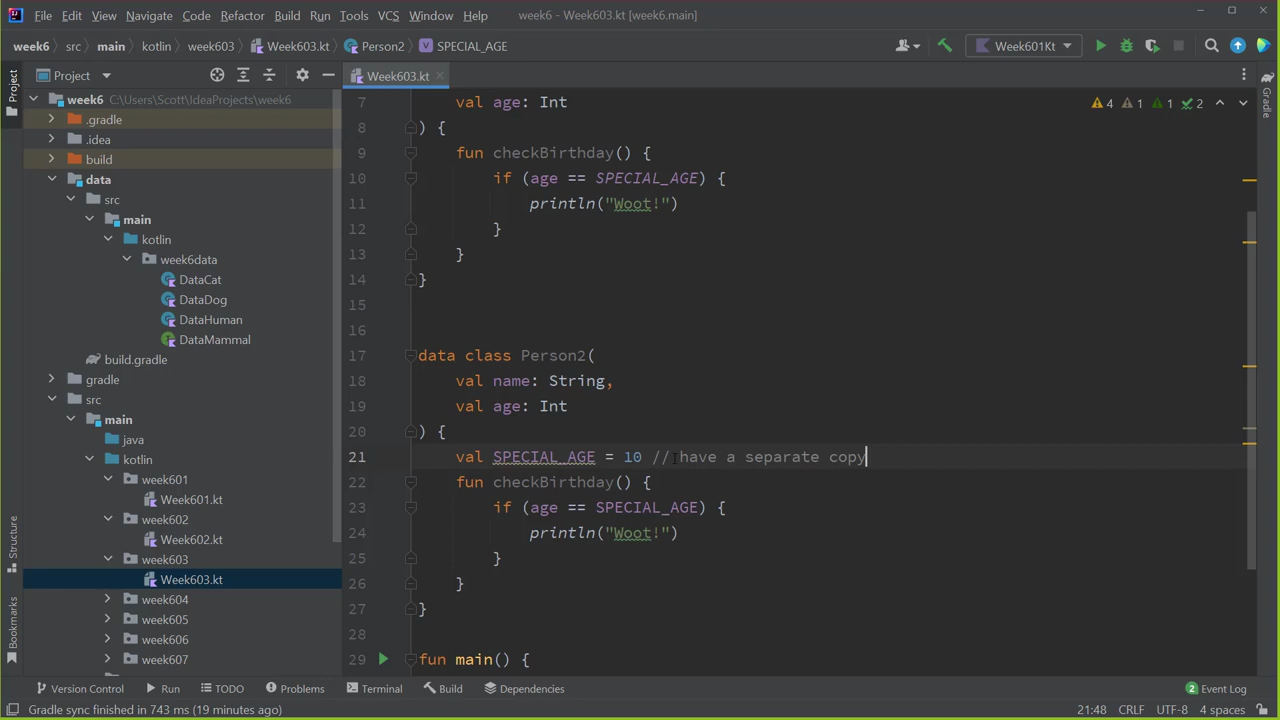 File Edit View Navigate Code Refactor Build Run Tools VCS Window Help week6 - Week603.kt [week6.main]
week6 src main kotlin week603 Week603.kt Person2 SPECIAL_AGE Week601Kt
Project Week603.kt
Project
Structure
Bookmarks
Gradle
week6 C:\Users\Scott\IdeaProjects\week6
.gradle
.idea
build
data
src
main
kotlin
week6data
DataCat
DataDog
DataHuman
DataMammal
build.gradle
gradle
src
main
java
kotlin
week601
Week601.kt
week602
Week602.kt
week603
Week603.kt
week604
week605
week606
week607
4 1 1 2
7 val age: Int
8 ) {
9 fun checkBirthday() {
10 if (age == SPECIAL_AGE) {
11 println("Woot!")
12 }
13 }
14 }
15
16
17 data class Person2(
18 val name: String,
19 val age: Int
20 ) {
21 val SPECIAL_AGE = 10 // have a separate copy
22 fun checkBirthday() {
23 if (age == SPECIAL_AGE) {
24 println("Woot!")
25 }
26 }
27 }
28
29 fun main() {
Version Control Run TODO Problems Terminal Build Dependencies 2 Event Log
Gradle sync finished in 743 ms (19 minutes ago) 21:48 CRLF UTF-8 4 spaces